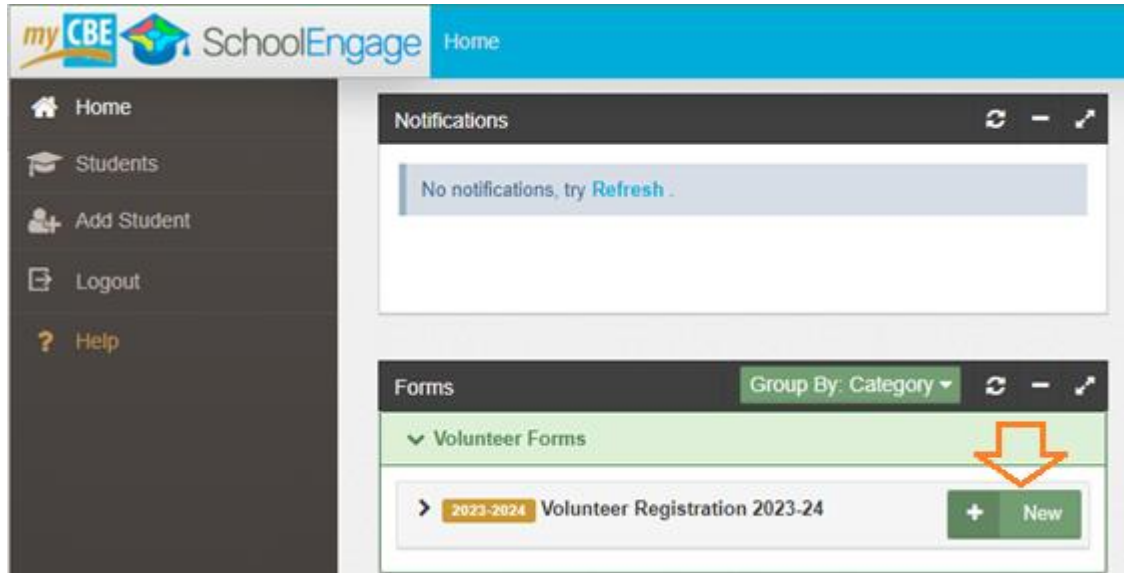 my CBE SchoolEngage Home
Home
Students
Add Student
Logout
? Help
Notifications
No notifications, try Refresh .
Forms Group By: Category
Volunteer Forms
2023-2024 Volunteer Registration 2023-24 + New